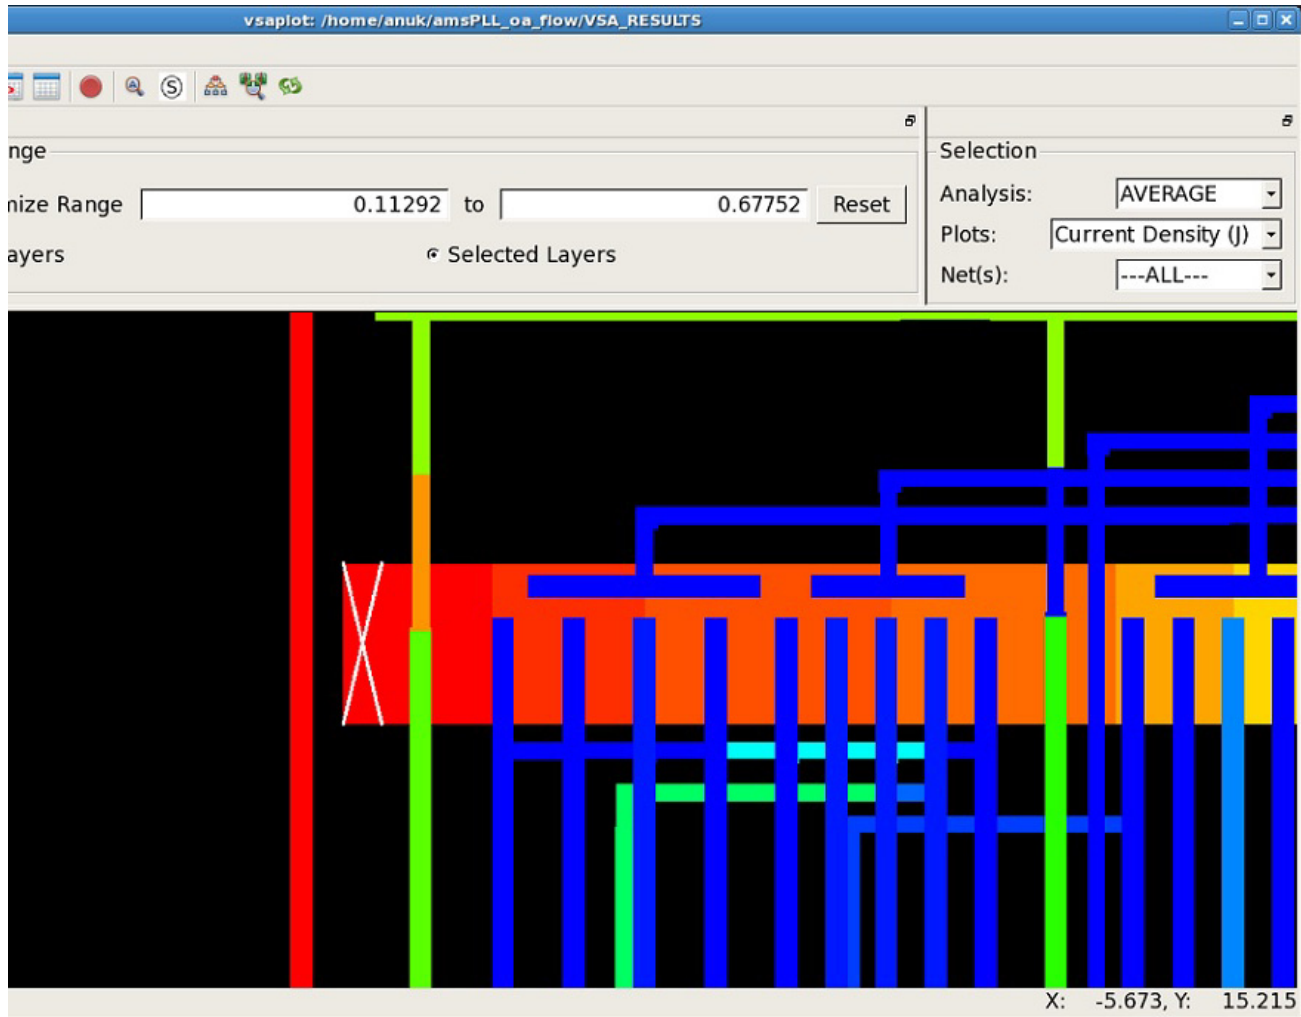 vsaplot: /home/anuk/amsPLL_oa_flow/VSA_RESULTS
S
nge
Selection
mize Range 0.11292 to 0.67752 Reset
Analysis: AVERAGE
Plots: Current Density (J)
ayers Selected Layers
Net(s): ---ALL---
X: -5.673, Y: 15.215